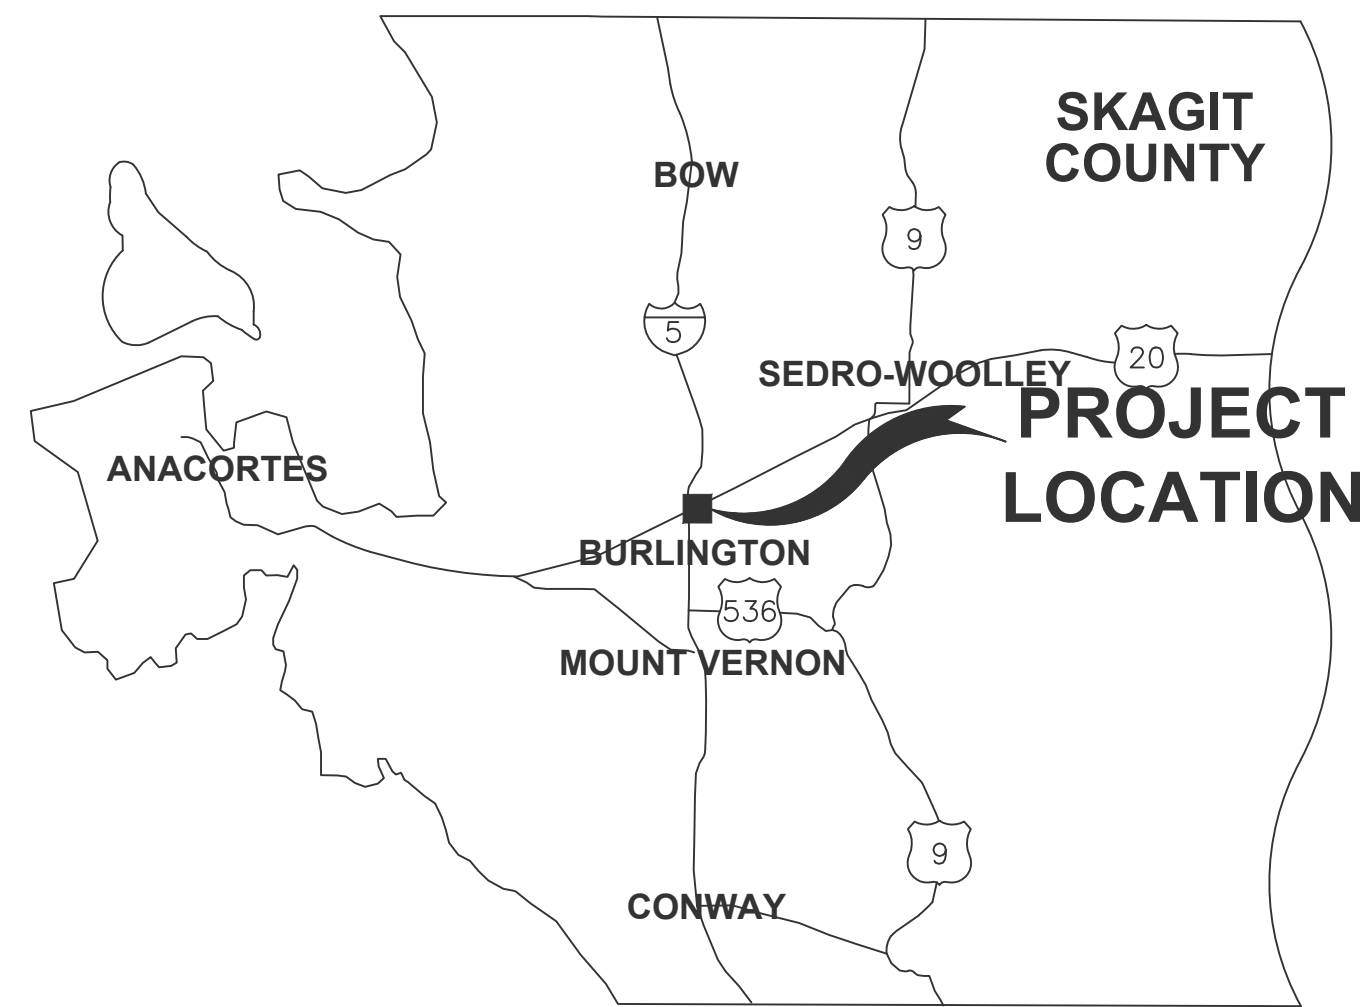 SKAGIT
COUNTY
BOW
9
5
20
SEDRO-WOOLLEY
PROJECT
LOCATION
ANACORTES
BURLINGTON
536
MOUNT VERNON
9
CONWAY